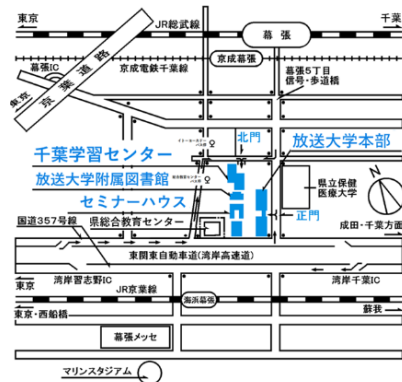 東京
JR総武線
千葉
幕張
幕張IC
京葉道路
京成電鉄千葉線
京成幕張
東京
幕張5丁目
信号・歩道橋
北門
放送大学本部
千葉学習センター
放送大学附属図書館
セミナーハウス
県総合教育センター
県立保健
医療大学
正門
国道357号線
成田・千葉方面
東関東自動車道(湾岸高速道)
湾岸習志野IC
湾岸千葉IC
東京
JR京葉線
海浜幕張
蘇我
東京・西船橋
幕張メッセ
マリンスタジアム